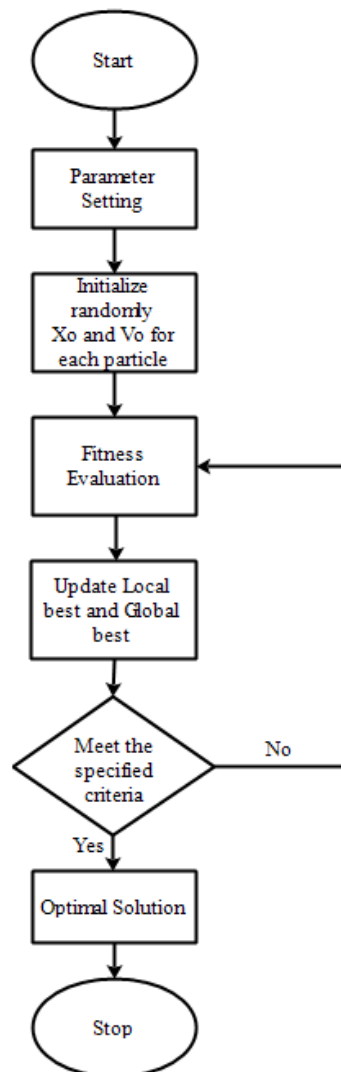 Start
Parameter
Setting
Initialize
randomly
Xo and Vo for
each particle
Fitness
Evaluation
Update Local
best and Global
best
Meet the
specified
criteria
No
Yes
Optimal Solution
Stop